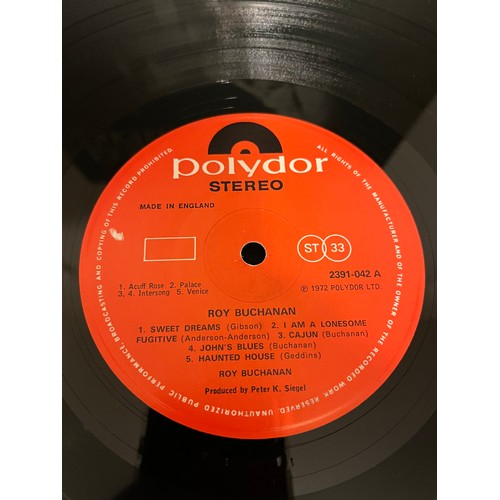 polydor
STEREO
MADE IN ENGLAND
ST 33
2391-042 A
1. Acuff Rose 2. Palace
3, 4. Intersong 5. Venice
℗ 1972 POLYDOR LTD.
ROY BUCHANAN
1. SWEET DREAMS (Gibson) 2. I AM A LONESOME
FUGITIVE (Anderson-Anderson) 3. CAJUN (Buchanan)
4. JOHN'S BLUES (Buchanan)
5. HAUNTED HOUSE (Geddins)
ROY BUCHANAN
Produced by Peter K. Siegel
ALL RIGHTS OF THE MANUFACTURER AND OF THE OWNER OF THE RECORDED WORK RESERVED. UNAUTHORIZED PUBLIC PERFORMANCE BROADCASTING AND COPYING OF THIS RECORD PROHIBITED.